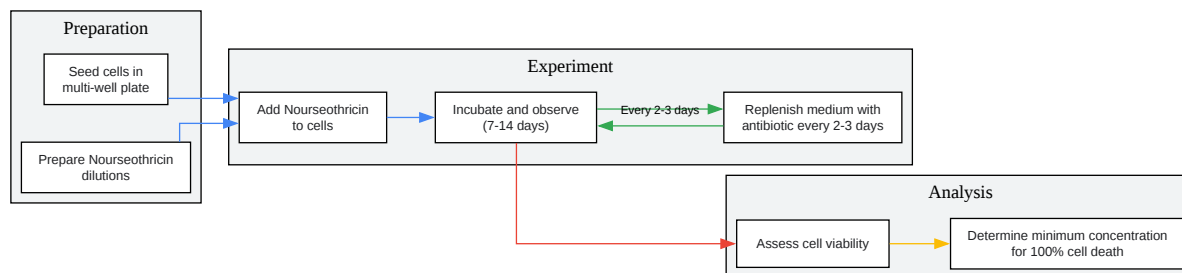 Preparation
Seed cells in
multi-well plate
Prepare Nourseothricin
dilutions
Experiment
Add Nourseothricin
to cells
Incubate and observe
(7-14 days)
Every 2-3 days
Replenish medium with
antibiotic every 2-3 days
Analysis
Assess cell viability
Determine minimum concentration
for 100% cell death